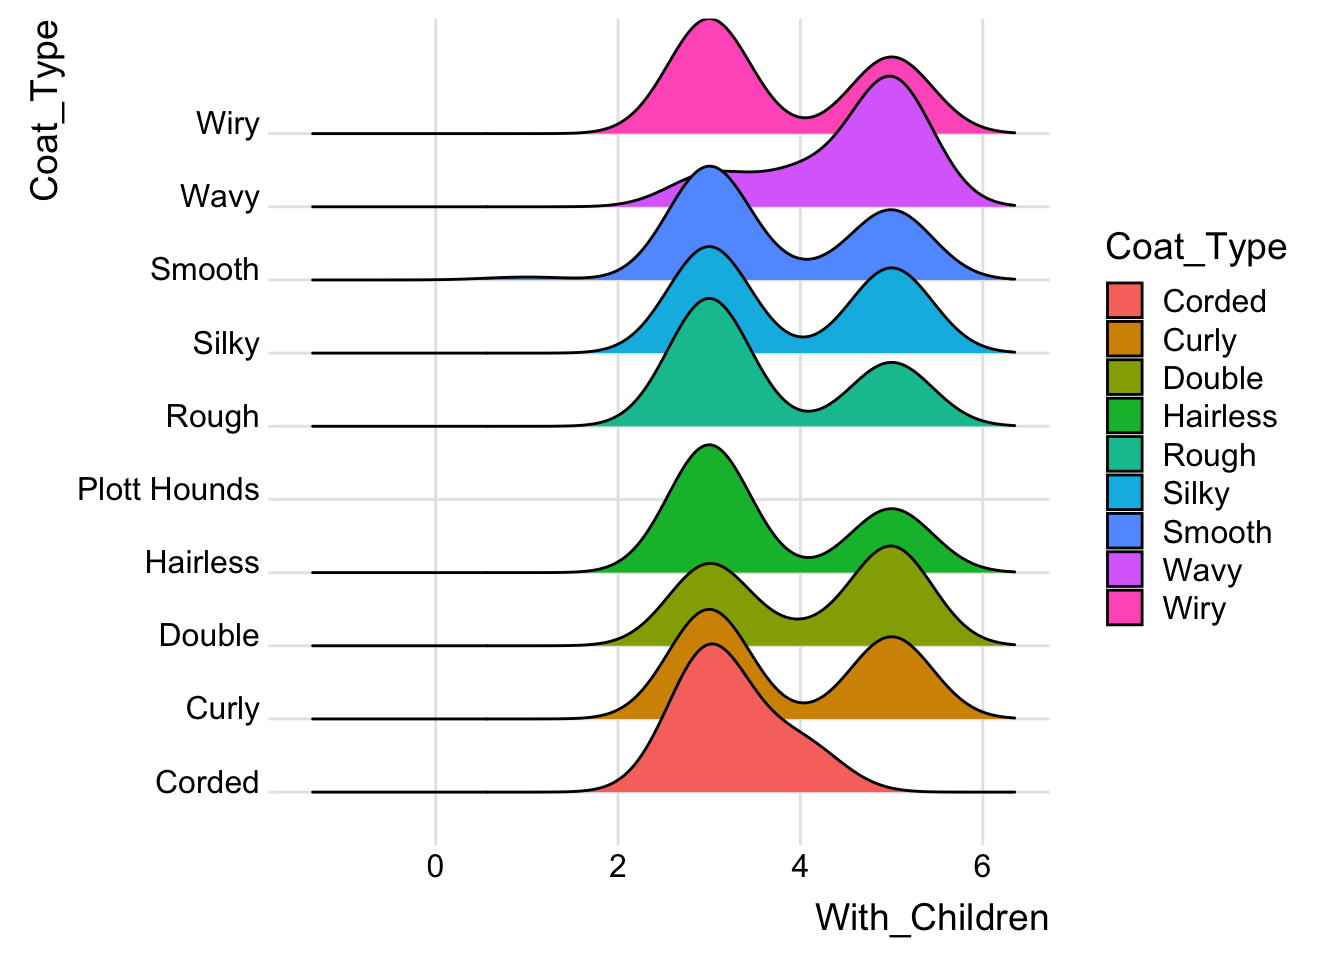 Coat_Type
Wiry
Wavy
Smooth
Silky
Rough
Plott Hounds
Hairless
Double
Curly
Corded
0 2 4 6
With_Children
Coat_Type
Corded
Curly
Double
Hairless
Rough
Silky
Smooth
Wavy
Wiry